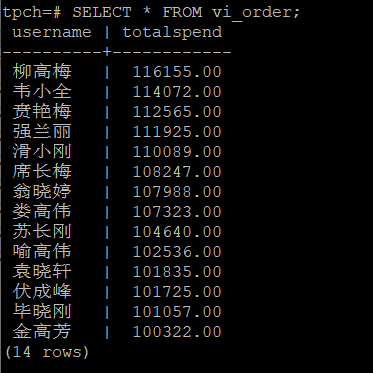 tpch=# SELECT * FROM vi_order;
 username | totalspend
----------+------------
 柳高梅   |  116155.00
 韦小全   |  114072.00
 贲艳梅   |  112565.00
 强兰丽   |  111925.00
 滑小刚   |  110089.00
 席长梅   |  108247.00
 翁晓婷   |  107988.00
 娄高伟   |  107323.00
 苏长刚   |  104640.00
 喻高伟   |  102536.00
 袁晓轩   |  101835.00
 伏成峰   |  101725.00
 毕晓刚   |  101057.00
 金高芳   |  100322.00
(14 rows)